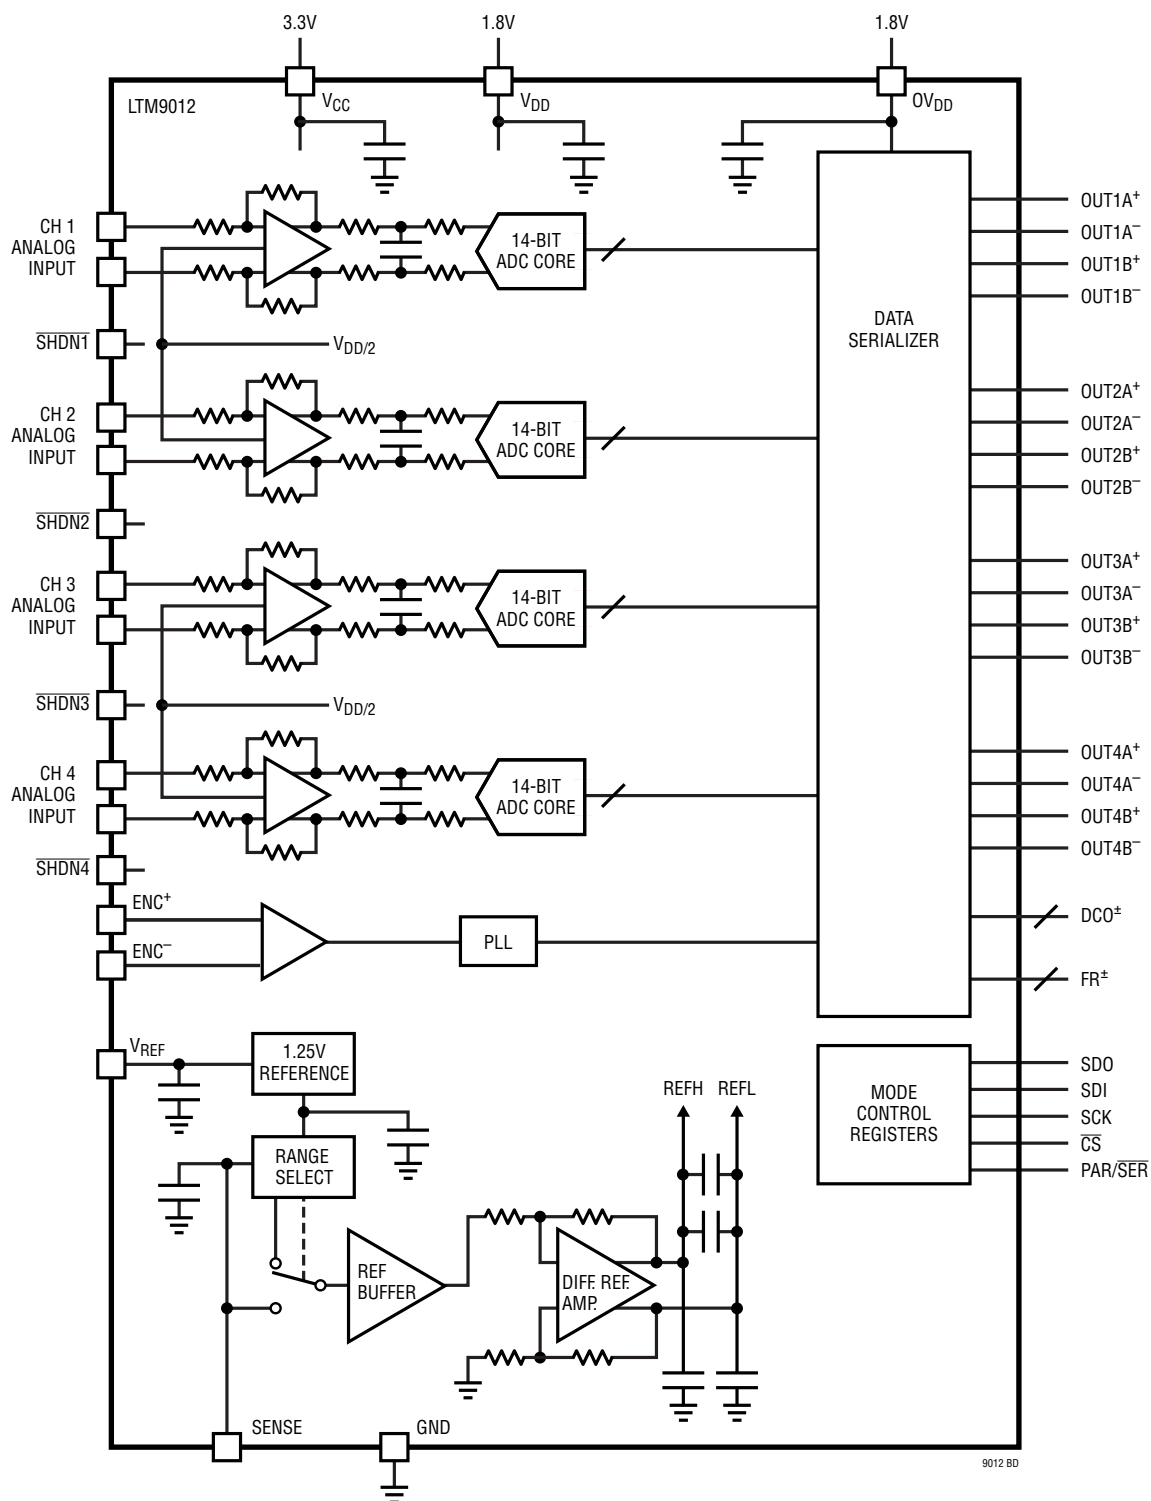 3.3V
1.8V
1.8V
LTM9012
VCC
VDD
OVDD
CH 1
ANALOG
INPUT
14-BIT
ADC CORE
SHDN1
VDD/2
CH 2
ANALOG
INPUT
14-BIT
ADC CORE
SHDN2
CH 3
ANALOG
INPUT
14-BIT
ADC CORE
SHDN3
VDD/2
CH 4
ANALOG
INPUT
14-BIT
ADC CORE
SHDN4
DATA
SERIALIZER
OUT1A+
OUT1A–
OUT1B+
OUT1B–
OUT2A+
OUT2A–
OUT2B+
OUT2B–
OUT3A+
OUT3A–
OUT3B+
OUT3B–
OUT4A+
OUT4A–
OUT4B+
OUT4B–
DCO±
FR±
ENC+
ENC–
PLL
VREF
1.25V
REFERENCE
RANGE
SELECT
REF
BUFFER
DIFF. REF.
AMP.
REFH
REFL
MODE
CONTROL
REGISTERS
SDO
SDI
SCK
CS
PAR/SER
SENSE
GND
9012 BD